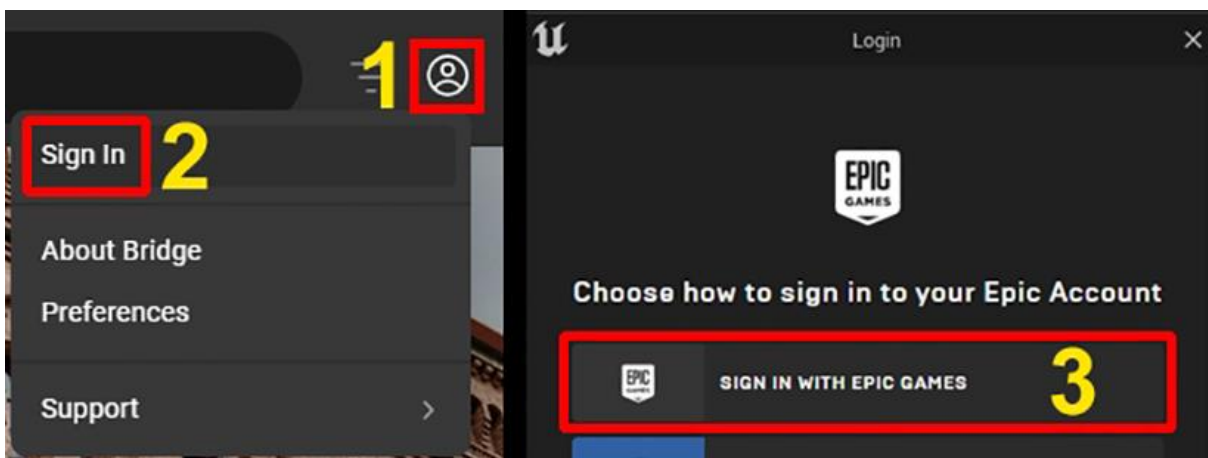 1
Sign In 2
About Bridge
Preferences
Support
Login
EPIC
GAMES
Choose how to sign in to your Epic Account
EPIC
GAMES
SIGN IN WITH EPIC GAMES 3